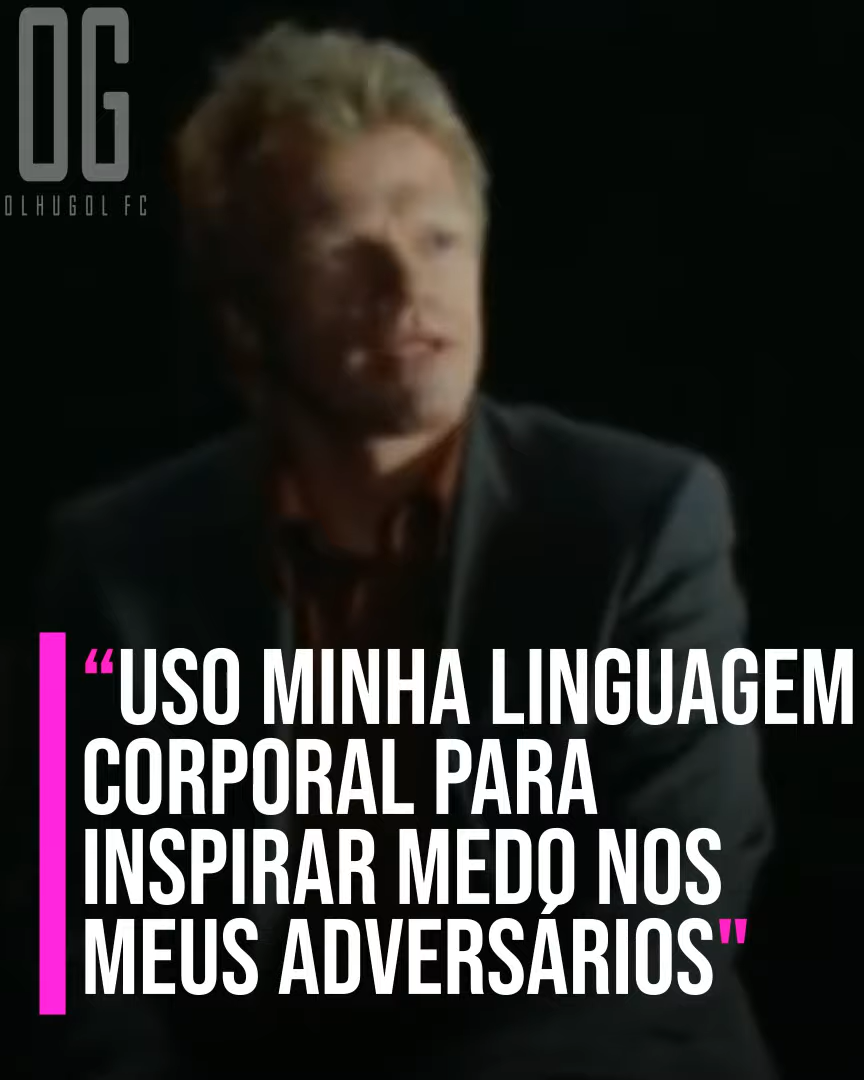 OG
OLHUGOL FC
“USO MINHA LINGUAGEM
CORPORAL PARA
INSPIRAR MEDO NOS
MEUS ADVERSÁRIOS"